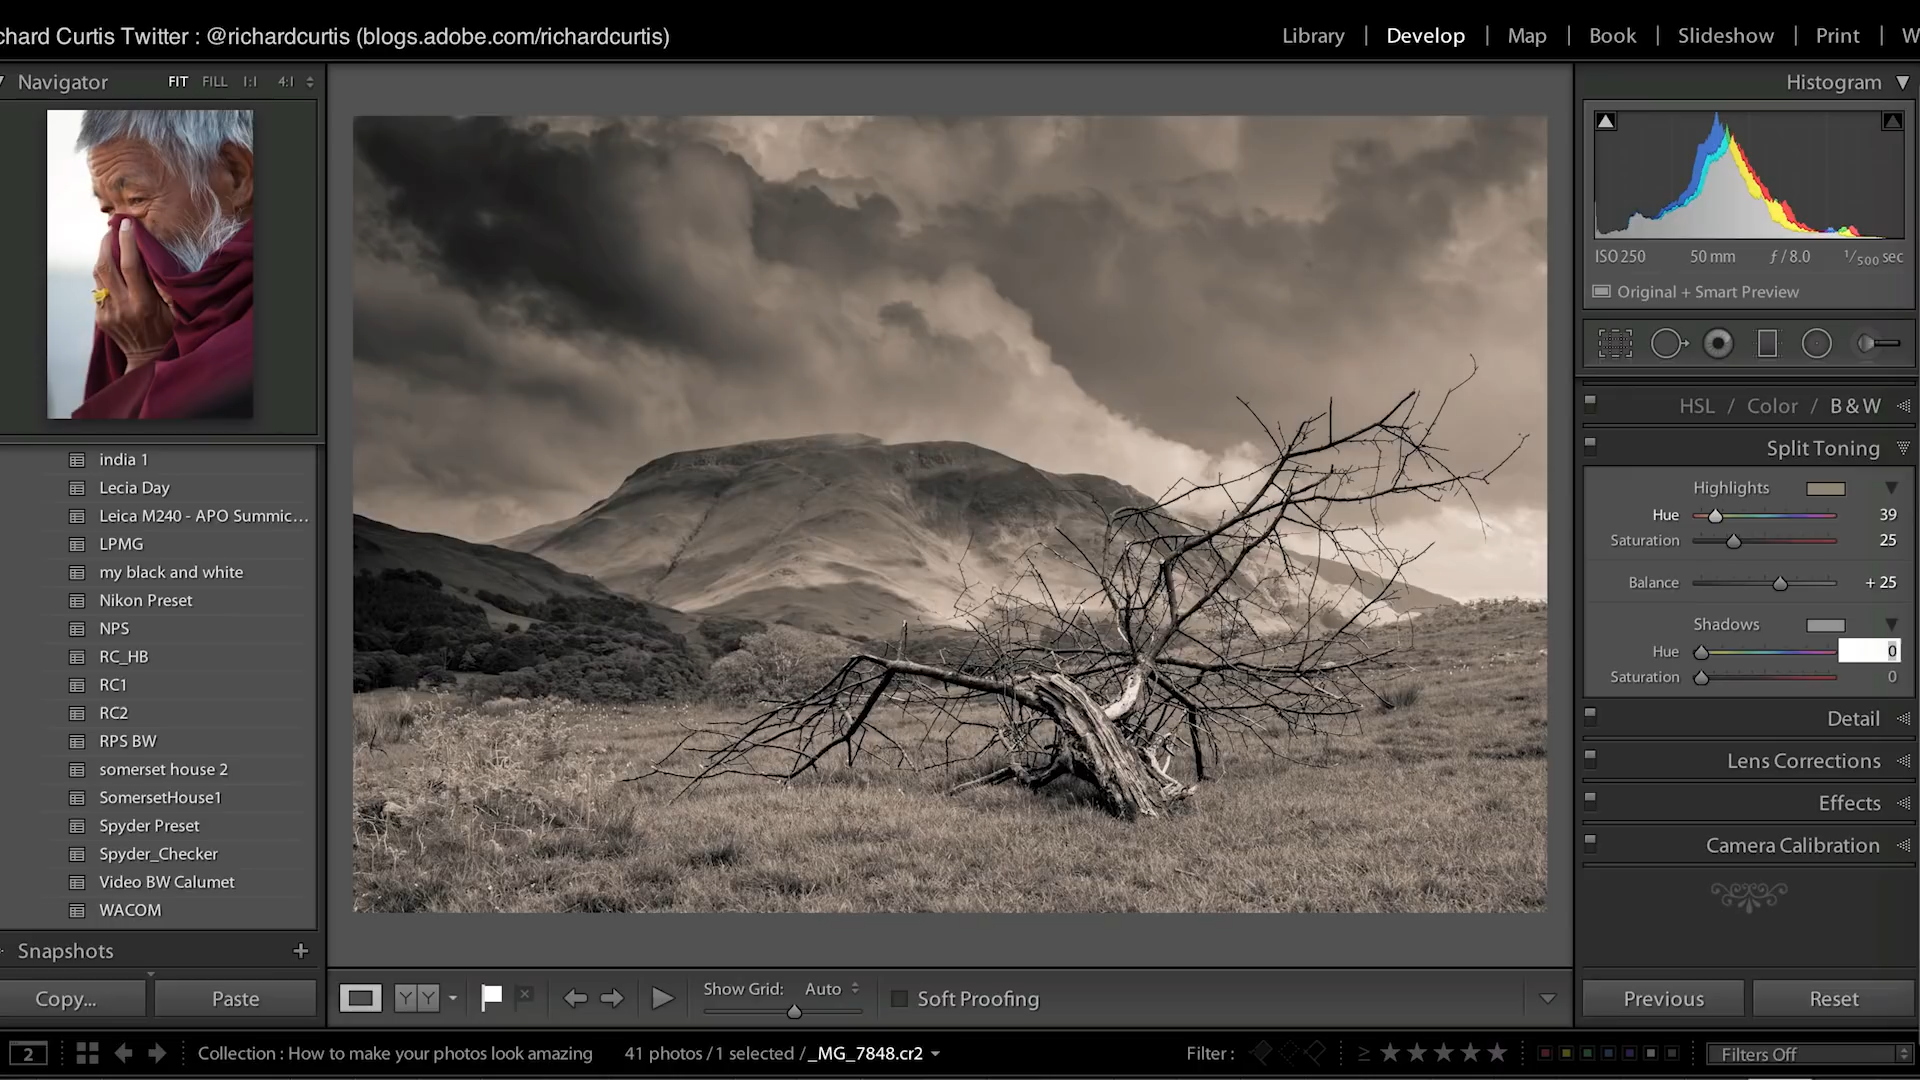 chard Curtis Twitter : @richardcurtis (blogs.adobe.com/richardcurtis)
Library | Develop | Map | Book | Slideshow | Print | W
Navigator FIT FILL 1:1 4:1
india 1
Lecia Day
Leica M240 - APO Summic...
LPMG
my black and white
Nikon Preset
NPS
RC_HB
RC1
RC2
RPS BW
somerset house 2
SomersetHouse1
Spyder Preset
Spyder_Checker
Video BW Calumet
WACOM
Snapshots +
Copy... Paste
Show Grid: Auto
Soft Proofing
Histogram
ISO 250 50 mm ƒ / 8.0 1/500 sec
Original + Smart Preview
HSL / Color / B & W
Split Toning
Highlights
Hue 39
Saturation 25
Balance + 25
Shadows
Hue 0
Saturation 0
Detail
Lens Corrections
Effects
Camera Calibration
Previous Reset
2 Collection : How to make your photos look amazing 41 photos / 1 selected / _MG_7848.cr2 Filter : ≥ Filters Off